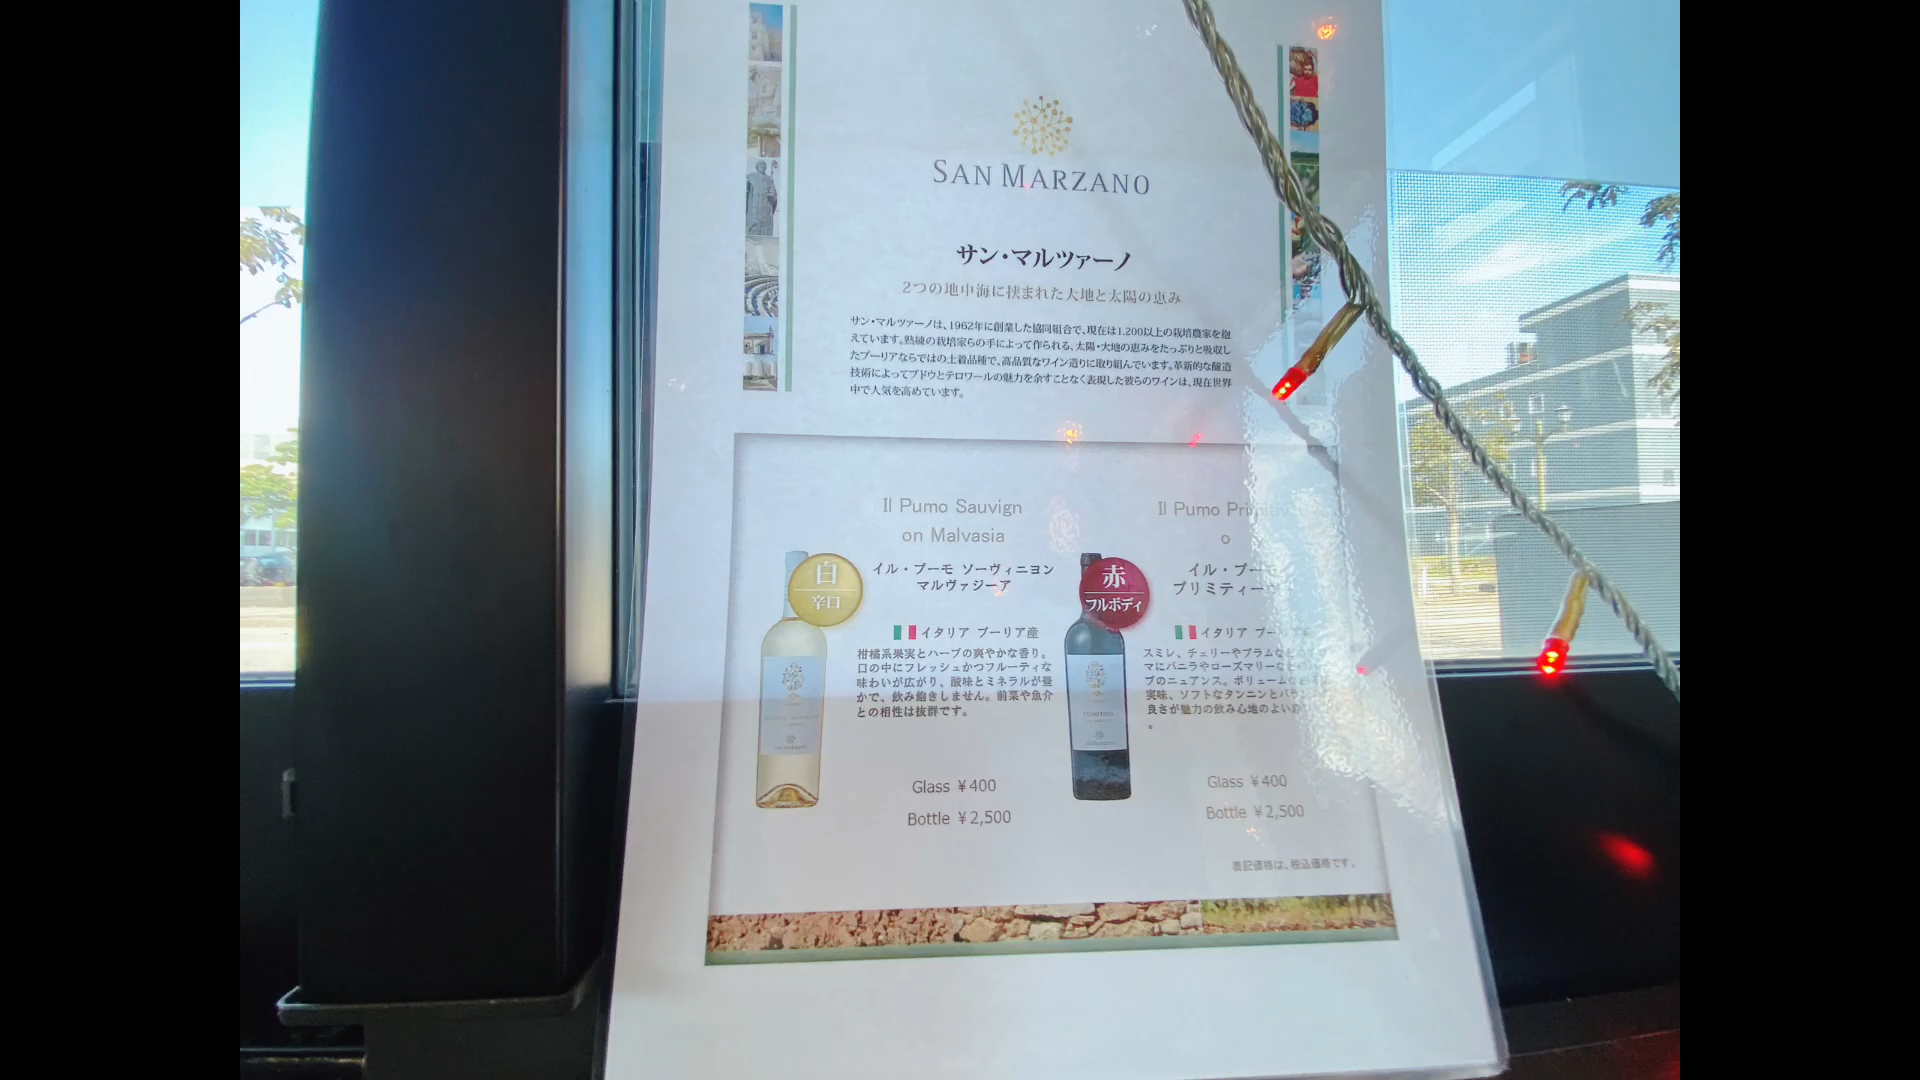 SAN MARZANO
サン・マルツァーノ
2つの地中海に挟まれた大地と太陽の恵み
サン・マルツァーノは、1962年に創業した協同組合で、現在は1,200以上の栽培農家を抱
えています。熟練の栽培家らの手によって作られる、太陽・大地の恵みをたっぷりと吸収し
たプーリアならではの土着品種で、高品質なワイン造りに取り組んでいます。革新的な醸造
技術によってブドウとテロワールの魅力を余すことなく表現した彼らのワインは、現在世界
中で人気を高めています。
Il Pumo Sauvign
on Malvasia
白
辛口
イル・プーモ ソーヴィニヨン
マルヴァジーア
イタリア プーリア産
柑橘系果実とハーブの爽やかな香り。
口の中にフレッシュかつフルーティな
味わいが広がり、酸味とミネラルが豊
かで、飲み飽きしません。前菜や魚介
との相性は抜群です。
Glass ¥400
Bottle ¥2,500
Il Pumo Primitiv
o
赤
フルボディ
イル・プーモ
プリミティー
イタリア プーリア産
スミレ、チェリーやプラムなどの
マにバニラやローズマリーなどの
ブのニュアンス。ボリューム
実味、ソフトなタンニンとバラン
良さが魅力の飲み心地のよい
。
Glass ¥400
Bottle ¥2,500
表記価格は、税込価格です。